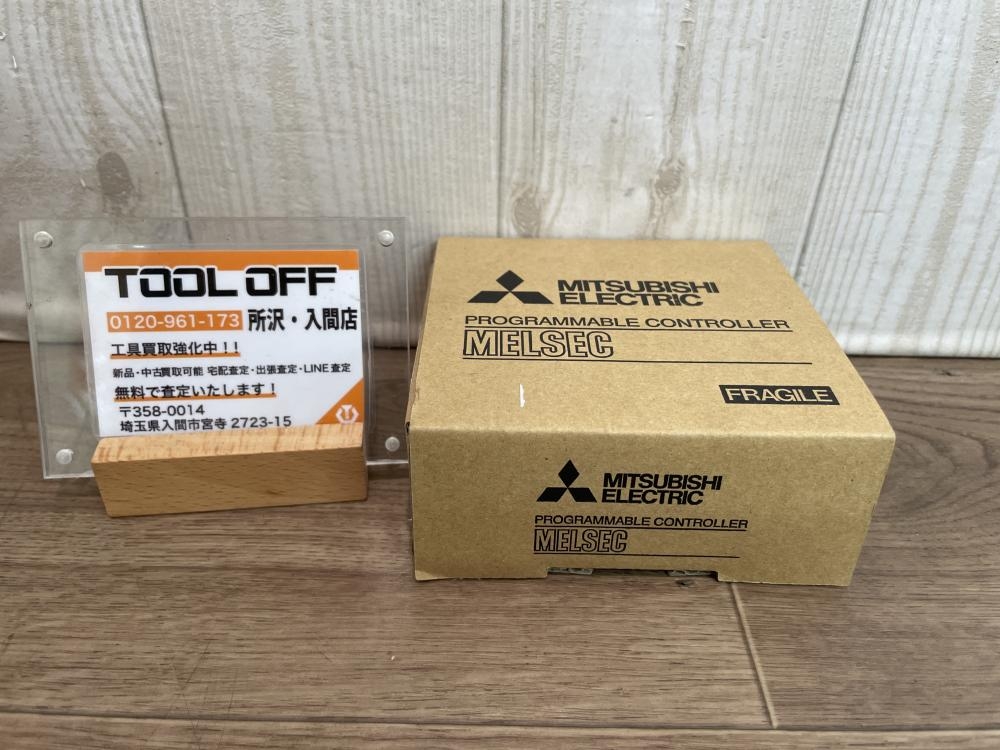 TOOL OFF
0120-961-173 所沢・入間店
工具買取強化中!!
新品・中古買取可能 宅配査定・出張査定・LINE査定
無料で査定いたします!
〒358-0014
埼玉県入間市宮寺 2723-15
MITSUBISHI
ELECTRIC
PROGRAMMABLE CONTROLLER
MELSEC
FRAGILE
MITSUBISHI
ELECTRIC
PROGRAMMABLE CONTROLLER
MELSEC